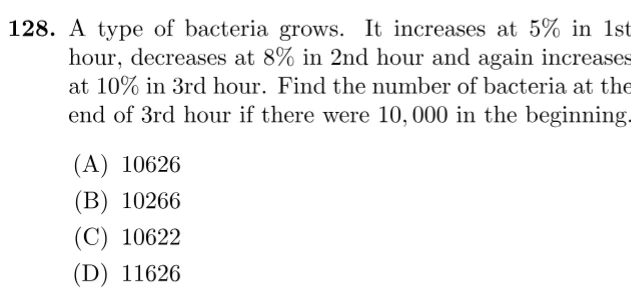 128. A type of bacteria grows. It increases at 5% in 1st
hour, decreases at 8% in 2nd hour and again increases
at 10% in 3rd hour. Find the number of bacteria at the
end of 3rd hour if there were 10,000 in the beginning.
(A) 10626
(B) 10266
(C) 10622
(D) 11626